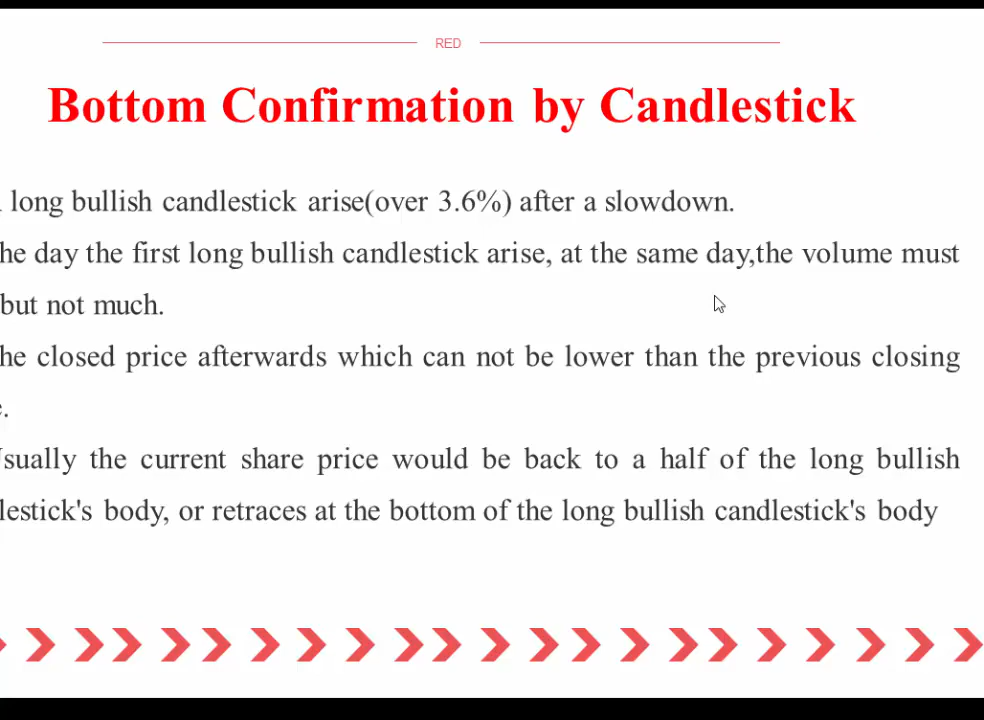 RED
Bottom Confirmation by Candlestick
long bullish candlestick arise(over 3.6%) after a slowdown.
he day the first long bullish candlestick arise, at the same day,the volume must
but not much.
he closed price afterwards which can not be lower than the previous closing
.
sually the current share price would be back to a half of the long bullish
lestick's body, or retraces at the bottom of the long bullish candlestick's body